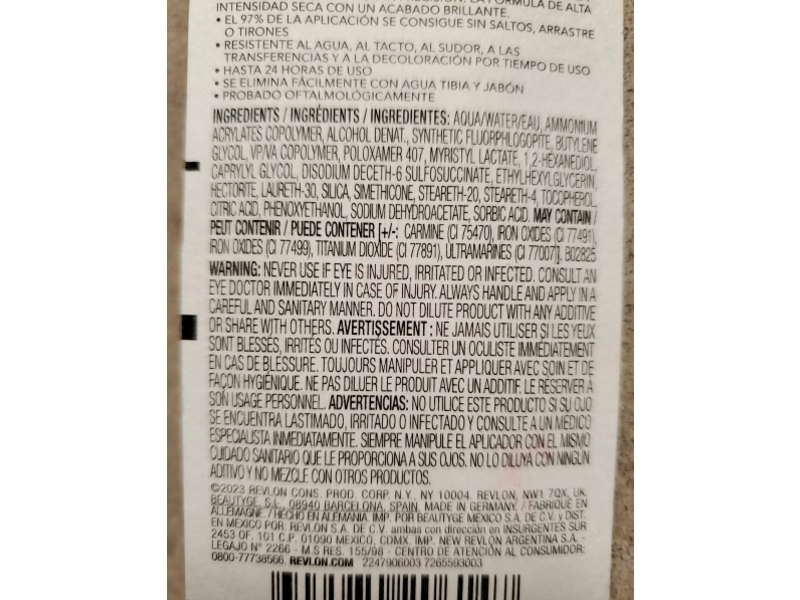 INTENSIDAD SECA CON UN ACABADO BRILLANTE.
• EL 97% DE LA APLICACIÓN SE CONSIGUE SIN SALTOS, ARRASTRE
O TIRONES
• RESISTENTE AL AGUA, AL TACTO, AL SUDOR, A LAS
TRANSFERENCIAS Y A LA DECOLORACIÓN POR TIEMPO DE USO
• HASTA 24 HORAS DE USO
• SE ELIMINA FÁCILMENTE CON AGUA TIBIA Y JABÓN
• PROBADO OFTALMOLÓGICAMENTE
INGREDIENTS / INGRÉDIENTS / INGREDIENTES: AQUA/WATER/EAU, AMMONIUM
ACRYLATES COPOLYMER, ALCOHOL DENAT., SYNTHETIC FLUORPHLOGOPITE, BUTYLENE
GLYCOL, VP/VA COPOLYMER, POLOXAMER 407, MYRISTYL LACTATE, 1,2-HEXANEDIOL,
CAPRYLYL GLYCOL, DISODIUM DECETH-6 SULFOSUCCINATE, ETHYLHEXYLGLYCERIN,
HECTORITE, LAURETH-30, SILICA, SIMETHICONE, STEARETH-20, STEARETH-4, TOCOPHEROL,
CITRIC ACID, PHENOXYETHANOL, SODIUM DEHYDROACETATE, SORBIC ACID. MAY CONTAIN /
PEUT CONTENIR / PUEDE CONTENER [+/-: CARMINE (CI 75470), IRON OXIDES (CI 77491),
IRON OXIDES (CI 77499), TITANIUM DIOXIDE (CI 77891), ULTRAMARINES (CI 77007)]. B02825
WARNING: NEVER USE IF EYE IS INJURED, IRRITATED OR INFECTED. CONSULT AN
EYE DOCTOR IMMEDIATELY IN CASE OF INJURY. ALWAYS HANDLE AND APPLY IN A
CAREFUL AND SANITARY MANNER. DO NOT DILUTE PRODUCT WITH ANY ADDITIVE
OR SHARE WITH OTHERS. AVERTISSEMENT : NE JAMAIS UTILISER SI LES YEUX
SONT BLESSÉS, IRRITÉS OU INFECTÉS. CONSULTER UN OCULISTE IMMÉDIATEMENT
EN CAS DE BLESSURE. TOUJOURS MANIPULER ET APPLIQUER AVEC SOIN ET DE
FAÇON HYGIÉNIQUE. NE PAS DILUER LE PRODUIT AVEC UN ADDITIF. LE RÉSERVER À
SON USAGE PERSONNEL. ADVERTENCIAS: NO UTILICE ESTE PRODUCTO SI SU OJO
SE ENCUENTRA LASTIMADO, IRRITADO O INFECTADO Y CONSULTE A UN MÉDICO
ESPECIALISTA INMEDIATAMENTE. SIEMPRE MANIPULE EL APLICADOR CON EL MISMO
CUIDADO SANITARIO QUE LE PROPORCIONA A SUS OJOS. NO LO DILUYA CON NINGÚN
ADITIVO Y NO MEZCLE CON OTROS PRODUCTOS.
©2023 REVLON CONS. PROD. CORP. N.Y., NY 10004. REVLON, NW1 7QX, UK.
BEAUTYGE, S.L., 08940 BARCELONA, SPAIN. MADE IN GERMANY. / FABRIQUÉ EN
ALLEMAGNE / HECHO EN ALEMANIA. IMP. POR BEAUTYGE MÉXICO S.A. DE C.V. y DIST.
EN MÉXICO POR: REVLON S.A. DE C.V. ambas con dirección en INSURGENTES SUR
2453 OF. 101 C.P. 01090 MÉXICO, CDMX. IMP. NEW REVLON ARGENTINA S.A. -
LEGAJO N° 2266 - M.S RES. 155/98 - CENTRO DE ATENCIÓN AL CONSUMIDOR:
0800-77738566. REVLON.COM 2247906003 7265593003